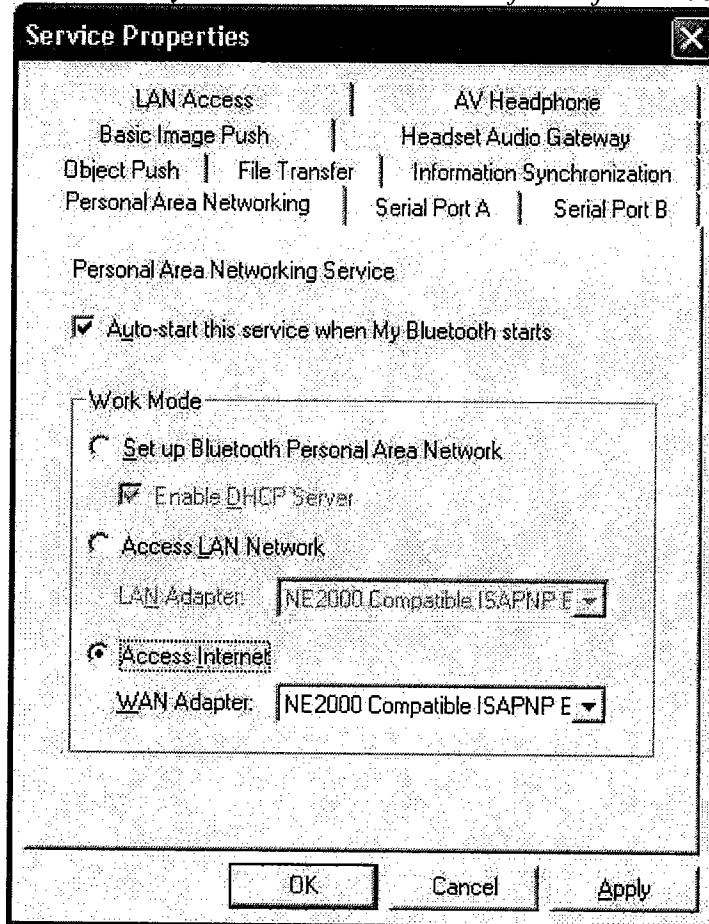 Service Properties
LAN Access AV Headphone
Basic Image Push Headset Audio Gateway
Object Push File Transfer Information Synchronization
Personal Area Networking Serial Port A Serial Port B
Personal Area Networking Service
Auto-start this service when My Bluetooth starts
Work Mode
Set up Bluetooth Personal Area Network
Enable DHCP Server
Access LAN Network
LAN Adapter: NE2000 Compatible ISAPNP E
Access Internet
WAN Adapter: NE2000 Compatible ISAPNP E
OK Cancel Apply